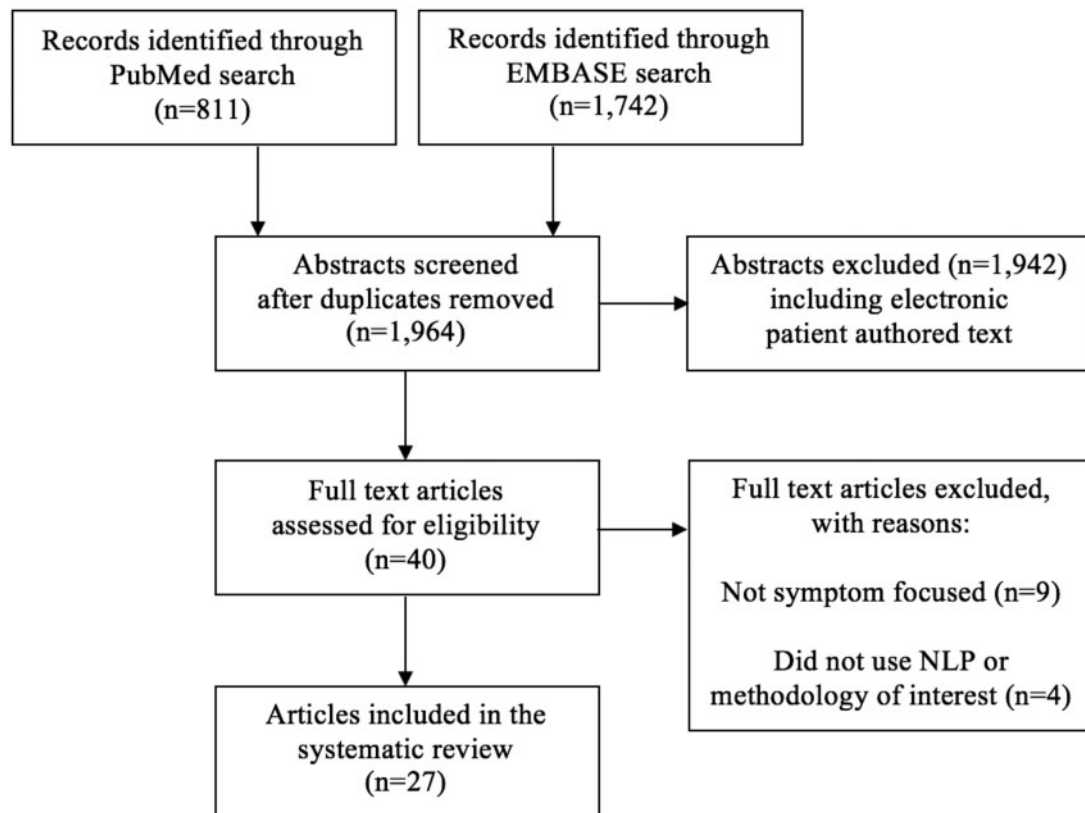 Records identified through
PubMed search
(n=811)
Records identified through
EMBASE search
(n=1,742)
Abstracts screened
after duplicates removed
(n=1,964)
Abstracts excluded (n=1,942)
including electronic
patient authored text
Full text articles
assessed for eligibility
(n=40)
Full text articles excluded,
with reasons:
Not symptom focused (n=9)
Did not use NLP or
methodology of interest (n=4)
Articles included in the
systematic review
(n=27)